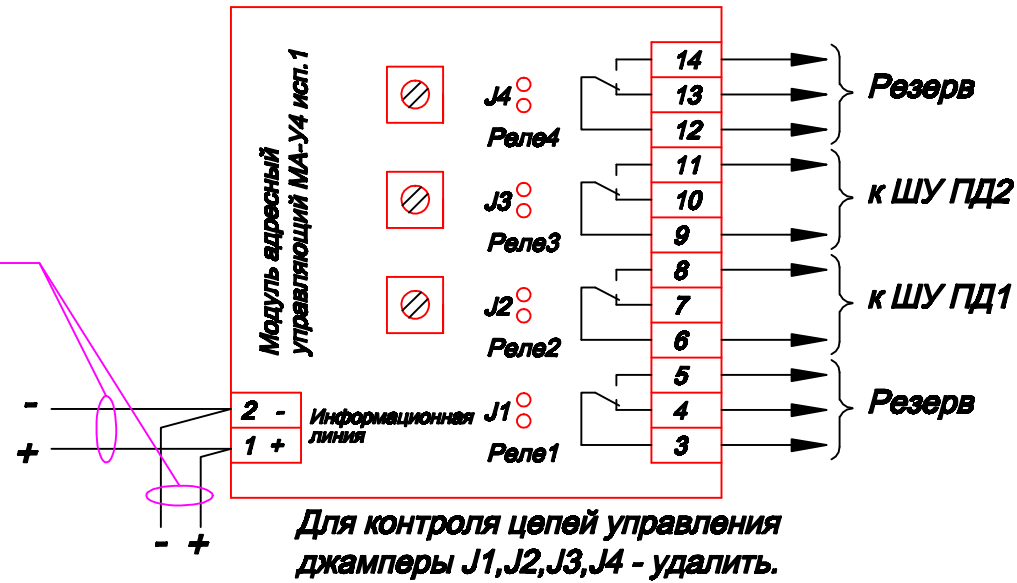 Модуль адресный
управляющий МА-У4 исп.1
J4
Реле4
J3
Реле3
J2
Реле2
J1
Реле1
14
13
12
11
10
9
8
7
6
5
4
3
Резерв
к ШУ ПД2
к ШУ ПД1
Резерв
-
+
2 -
1 +
Информационная
линия
- +
Для контроля цепей управления
джамперы J1,J2,J3,J4 - удалить.